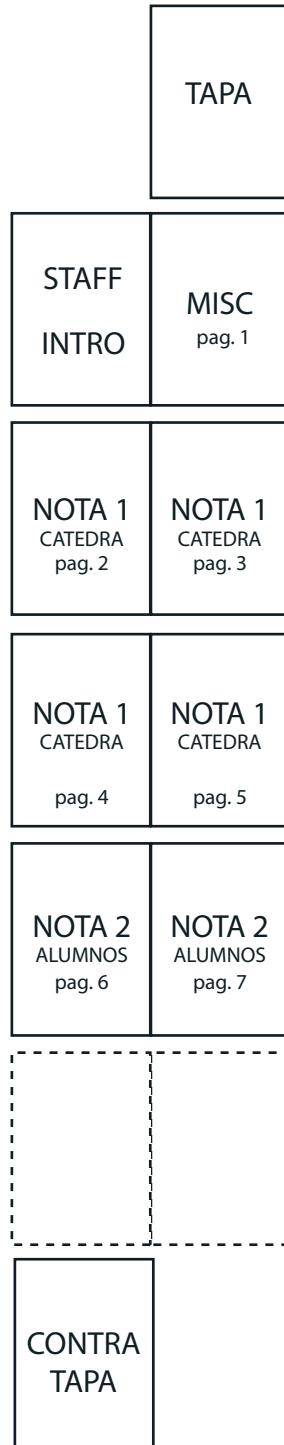 TAPA
STAFF
INTRO
MISC
pag. 1
NOTA 1
CATEDRA
pag. 2
NOTA 1
CATEDRA
pag. 3
NOTA 1
CATEDRA
pag. 4
NOTA 1
CATEDRA
pag. 5
NOTA 2
ALUMNOS
pag. 6
NOTA 2
ALUMNOS
pag. 7
CONTRA
TAPA